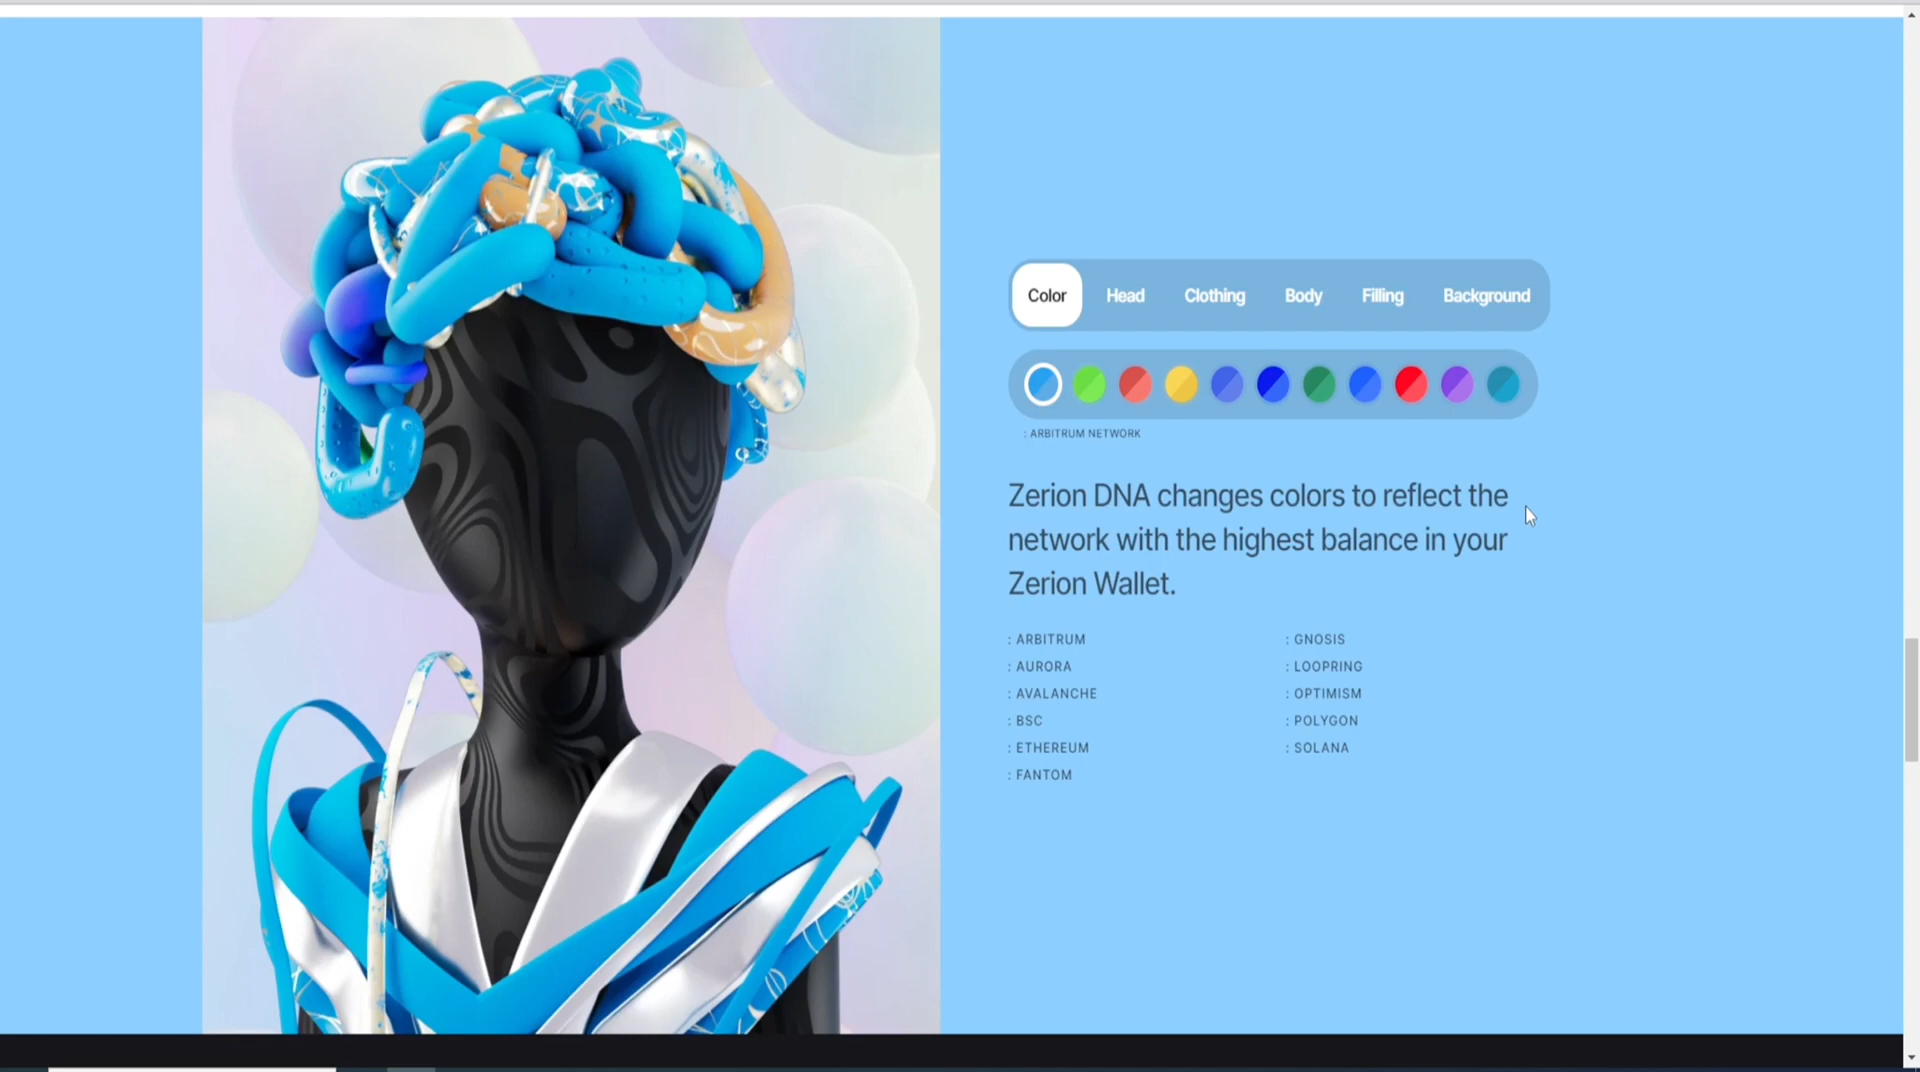 Color
Head
Clothing
Body
Filling
Background
: ARBITRUM NETWORK
Zerion DNA changes colors to reflect the
network with the highest balance in your
Zerion Wallet.
: ARBITRUM
: AURORA
: AVALANCHE
: BSC
: ETHEREUM
: FANTOM
: GNOSIS
: LOOPRING
: OPTIMISM
: POLYGON
: SOLANA